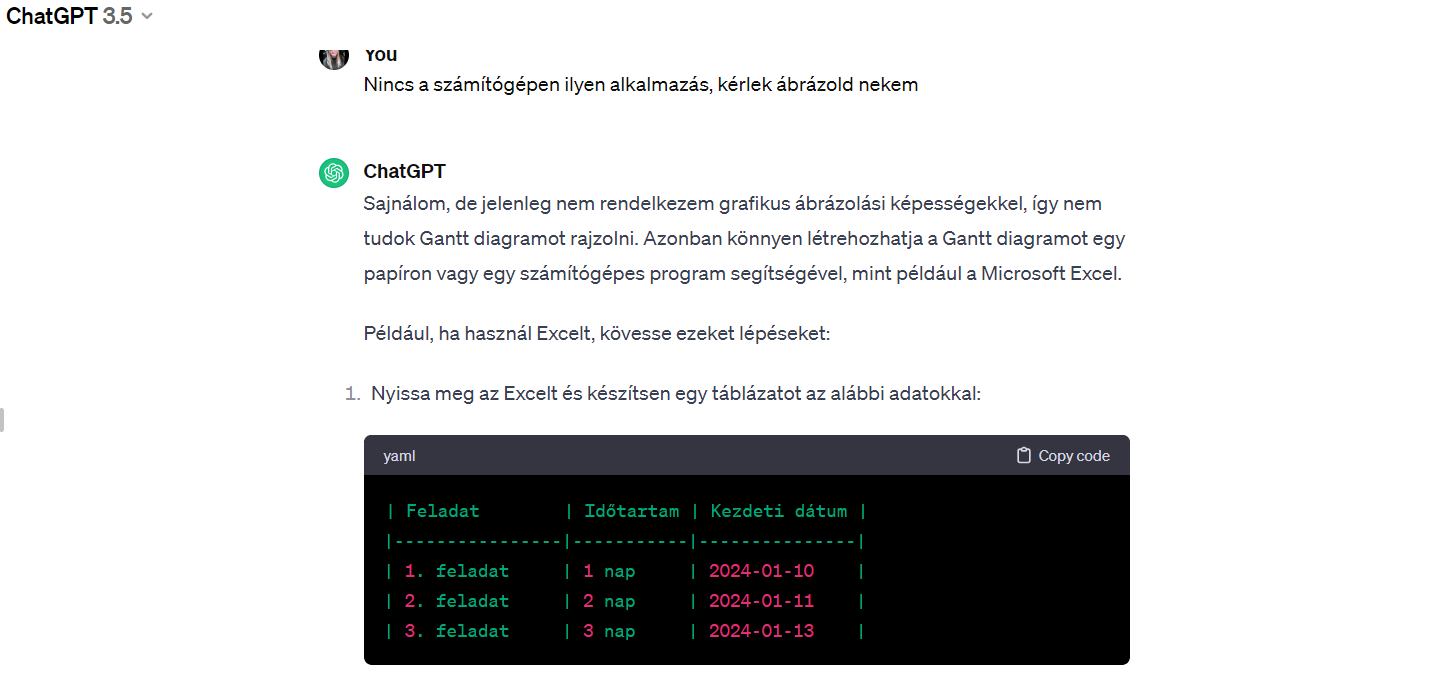 ChatGPT 3.5
You
Nincs a számítógépen ilyen alkalmazás, kérlek ábrázold nekem
ChatGPT
Sajnálom, de jelenleg nem rendelkezem grafikus ábrázolási képességekkel, így nem
tudok Gantt diagramot rajzolni. Azonban könnyen létrehozhatja a Gantt diagramot egy
papíron vagy egy számítógépes program segítségével, mint például a Microsoft Excel.
Például, ha használ Excelt, kövesse ezeket lépéseket:
1. Nyissa meg az Excelt és készítsen egy táblázatot az alábbi adatokkal:
yaml Copy code
| Feladat        | Időtartam | Kezdeti dátum |
|----------------|-----------|---------------|
| 1. feladat     | 1 nap     | 2024-01-10    |
| 2. feladat     | 2 nap     | 2024-01-11    |
| 3. feladat     | 3 nap     | 2024-01-13    |